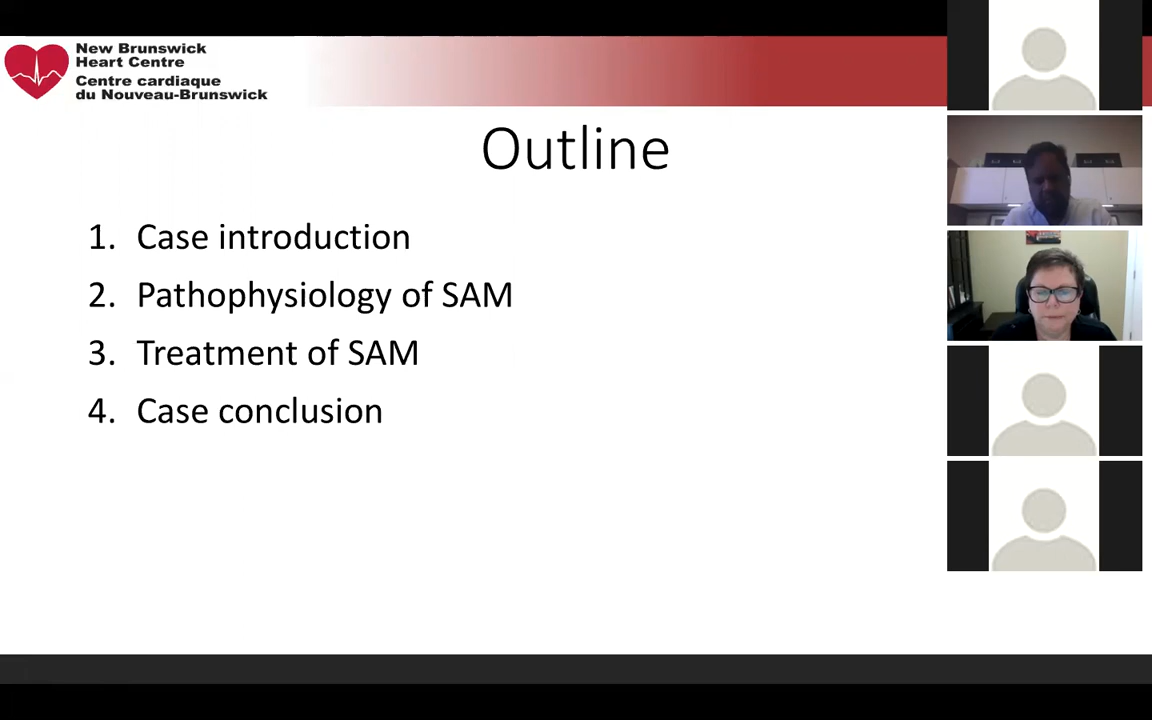 New Brunswick
Heart Centre
Centre cardiaque
du Nouveau-Brunswick
Outline
1. Case introduction
2. Pathophysiology of SAM
3. Treatment of SAM
4. Case conclusion